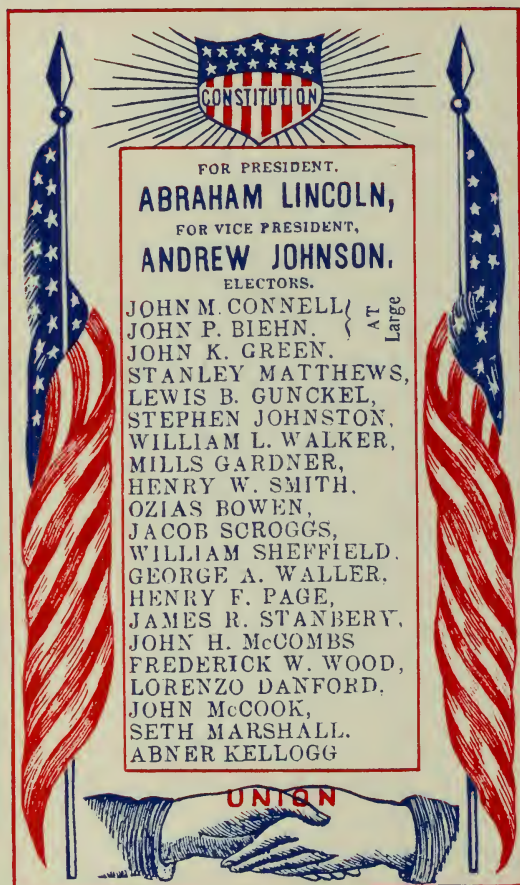 CONSTITUTION
FOR PRESIDENT.
ABRAHAM LINCOLN,
FOR VICE PRESIDENT,
ANDREW JOHNSON.
ELECTORS.
JOHN M. CONNELL
JOHN P. BIEHN.
AT Large
JOHN K. GREEN.
STANLEY MATTHEWS,
LEWIS B. GUNCKEL,
STEPHEN JOHNSTON,
WILLIAM L. WALKER,
MILLS GARDNER,
HENRY W. SMITH,
OZIAS BOWEN,
JACOB SCROGGS,
WILLIAM SHEFFIELD.
GEORGE A. WALLER,
HENRY F. PAGE,
JAMES R. STANBERY,
JOHN H. McCOMBS
FREDERICK W. WOOD,
LORENZO DANFORD,
JOHN McCOOK,
SETH MARSHALL.
ABNER KELLOGG
UNION